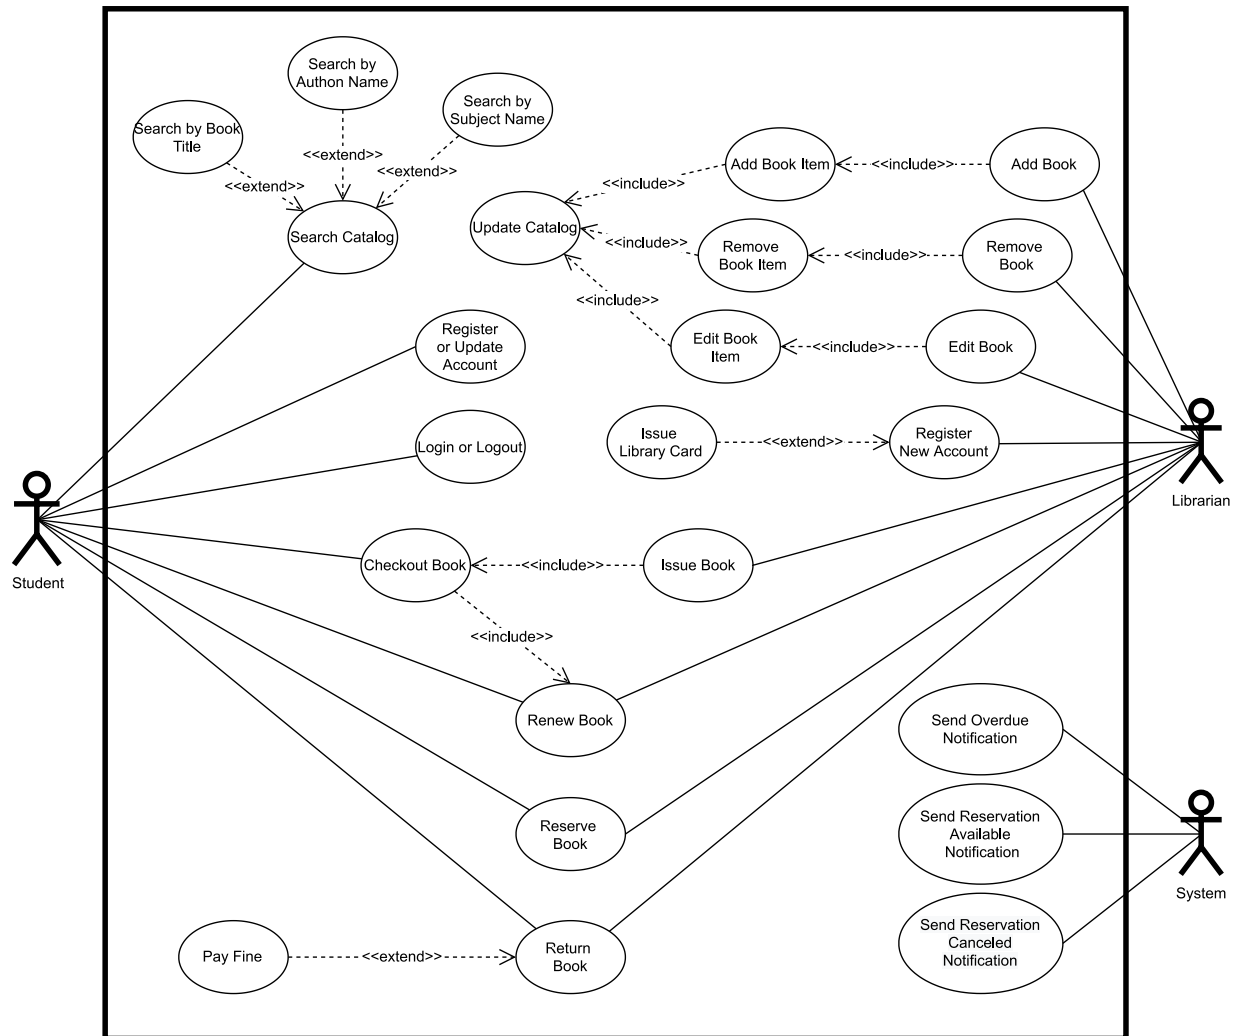 Search by
Authon Name
Search by
Subject Name
Search by Book
Title
<<extend>>
<<extend>>
<<extend>>
Search Catalog
Add Book Item
<<include>>
Add Book
<<include>>
Update Catalog
<<include>>
Remove
Book Item
<<include>>
Remove
Book
<<include>>
Edit Book
Item
<<include>>
Edit Book
Register
or Update
Account
Login or Logout
Issue
Library Card
<<extend>>
Register
New Account
Librarian
Student
Checkout Book
<<include>>
Issue Book
<<include>>
Renew Book
Send Overdue
Notification
Reserve
Book
Send Reservation
Available
Notification
System
Pay Fine
<<extend>>
Return
Book
Send Reservation
Canceled
Notification